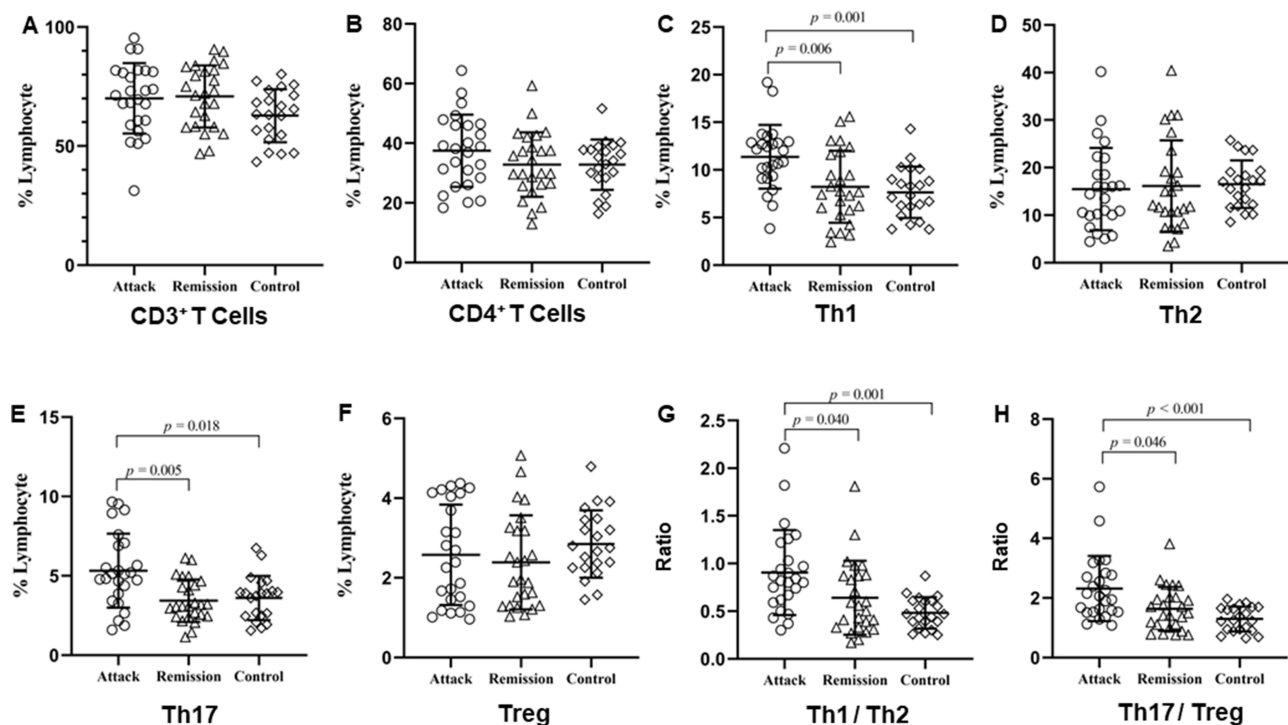 A
% Lymphocyte
100
50
0
Attack Remission Control
CD3⁺ T Cells
B
% Lymphocyte
80
60
40
20
0
Attack Remission Control
CD4⁺ T Cells
C
% Lymphocyte
25
20
15
10
5
0
p = 0.001
p = 0.006
Attack Remission Control
Th1
D
% Lymphocyte
50
40
30
20
10
0
Attack Remission Control
Th2
E
% Lymphocyte
15
10
5
0
p = 0.018
p = 0.005
Attack Remission Control
Th17
F
% Lymphocyte
6
4
2
0
Attack Remission Control
Treg
G
Ratio
2.5
2.0
1.5
1.0
0.5
0.0
p = 0.001
p = 0.040
Attack Remission Control
Th1 / Th2
H
Ratio
8
6
4
2
0
p < 0.001
p = 0.046
Attack Remission Control
Th17 / Treg